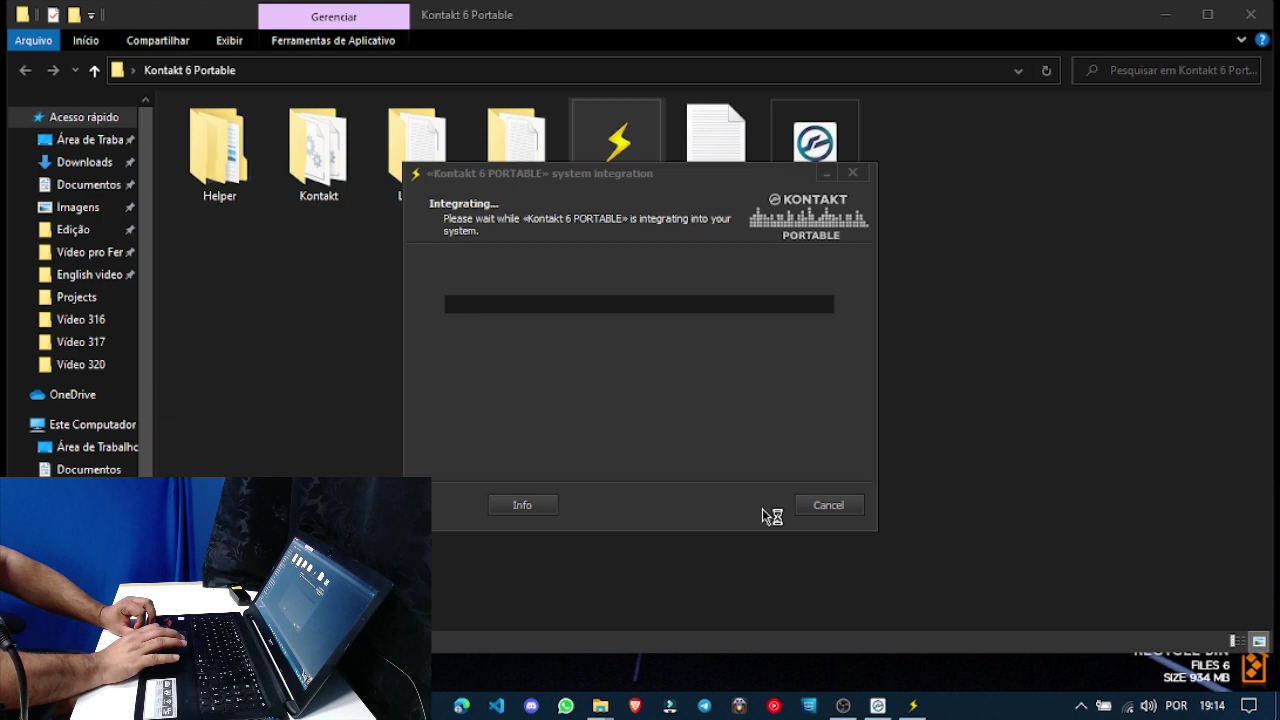 Gerenciar
Kontakt 6 Portable
Arquivo
Início
Compartilhar
Exibir
Ferramentas de Aplicativo
Kontakt 6 Portable
Pesquisar em Kontakt 6 Port...
Acesso rápido
Área de Traba
Downloads
Documentos
Imagens
Edição
Vídeo pro Fer
English video
Projects
Vídeo 316
Vídeo 317
Vídeo 320
OneDrive
Este Computador
Área de Trabalho
Documentos
Helper
Kontakt
«Kontakt 6 PORTABLE» system integration
Integrating...
Please wait while «Kontakt 6 PORTABLE» is integrating into your
system.
KONTAKT
PORTABLE
Info
Cancel
RECYCLE BIN
FILES 6
SIZE 934 MB
POR
19:14